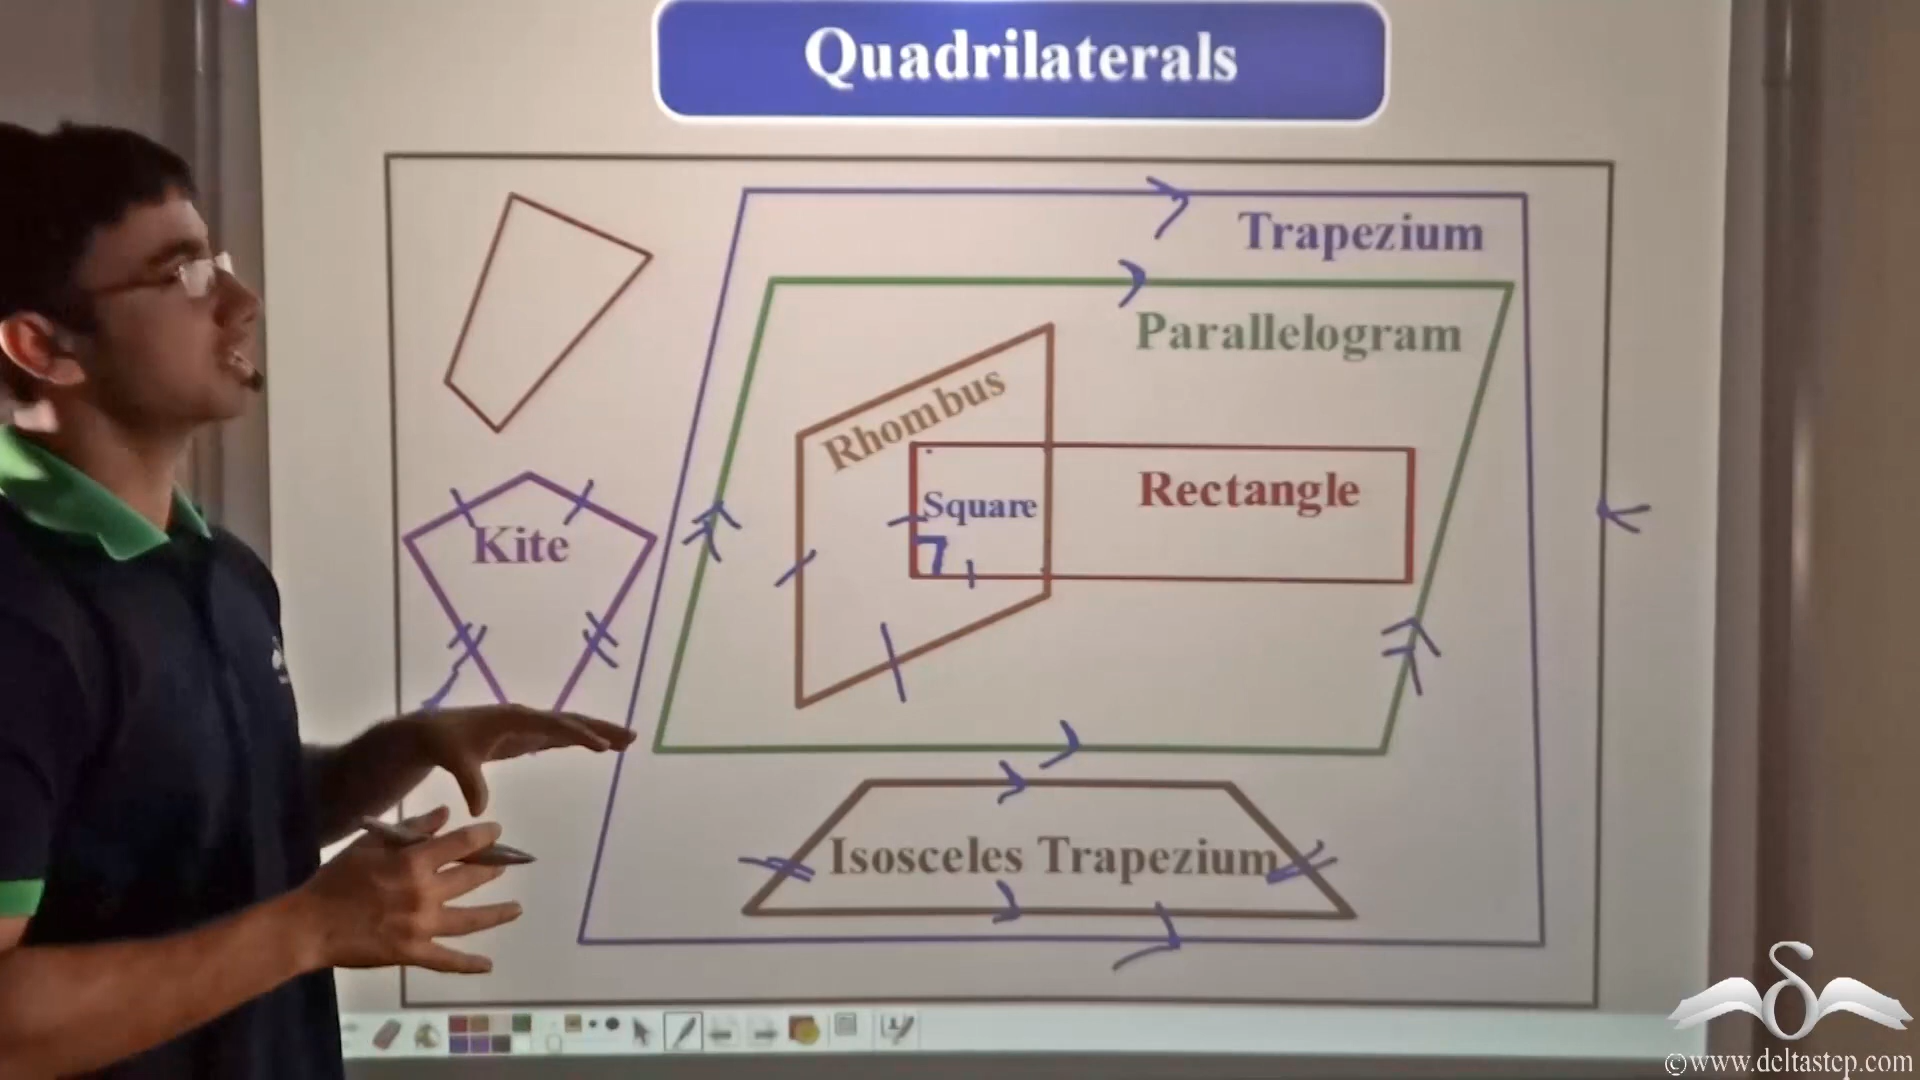 Quadrilaterals
Trapezium
Parallelogram
Rhombus
Rectangle
Square
Kite
Isosceles Trapezium
©www.deltastep.com